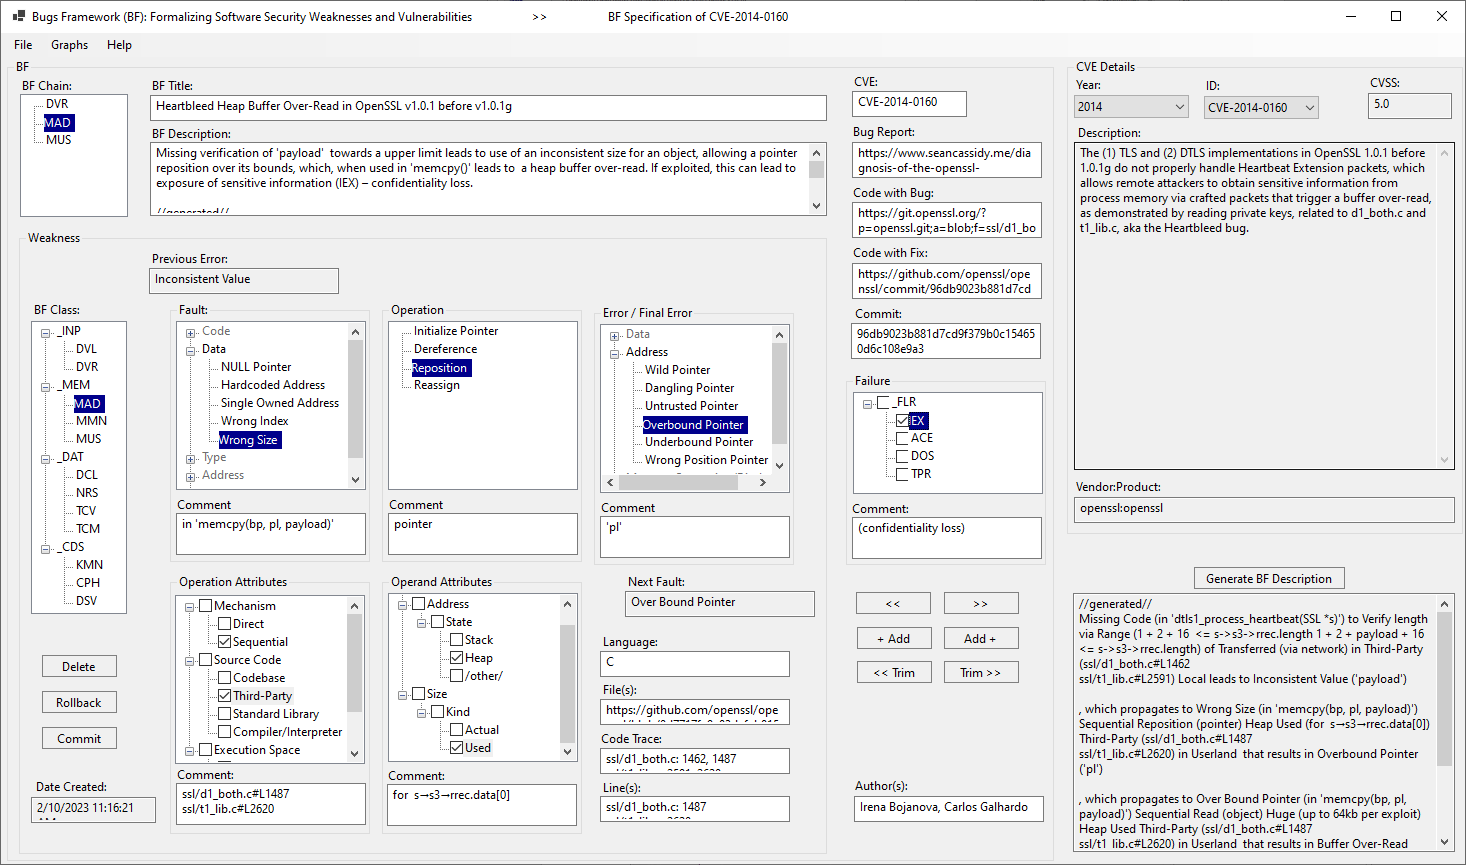 Bugs Framework (BF): Formalizing Software Security Weaknesses and Vulnerabilities >> BF Specification of CVE-2014-0160
File Graphs Help
BF
BF Chain:
DVR
MAD
MUS
BF Title:
Heartbleed Heap Buffer Over-Read in OpenSSL v1.0.1 before v1.0.1g
BF Description:
Missing verification of 'payload' towards a upper limit leads to use of an inconsistent size for an object, allowing a pointer
reposition over its bounds, which, when used in 'memcpy()' leads to a heap buffer over-read. If exploited, this can lead to
exposure of sensitive information (IEX) – confidentiality loss.
//generated//
Weakness
Previous Error:
Inconsistent Value
BF Class:
_INP
DVL
DVR
_MEM
MAD
MMN
MUS
_DAT
DCL
NRS
TCV
TCM
_CDS
KMN
CPH
DSV
Delete
Rollback
Commit
Date Created:
2/10/2023 11:16:21
Fault:
Code
Data
NULL Pointer
Hardcoded Address
Single Owned Address
Wrong Index
Wrong Size
Type
Address
Comment
in 'memcpy(bp, pl, payload)'
Operation
Initialize Pointer
Dereference
Reposition
Reassign
Comment
pointer
Error / Final Error
Data
Address
Wild Pointer
Dangling Pointer
Untrusted Pointer
Overbound Pointer
Underbound Pointer
Wrong Position Pointer
Comment
'pl'
Operation Attributes
Mechanism
Direct
Sequential
Source Code
Codebase
Third-Party
Standard Library
Compiler/Interpreter
Execution Space
Comment:
ssl/d1_both.c#L1487
ssl/t1_lib.c#L2620
Operand Attributes
Address
State
Stack
Heap
/other/
Size
Kind
Actual
Used
Comment:
for s→s3→rrec.data[0]
Next Fault:
Over Bound Pointer
Language:
C
File(s):
https://github.com/openssl/ope
Code Trace:
ssl/d1_both.c: 1462, 1487
Line(s):
ssl/d1_both.c: 1487
CVE:
CVE-2014-0160
Bug Report:
https://www.seancassidy.me/dia
gnosis-of-the-openssl-
Code with Bug:
https://git.openssl.org/?
p=openssl.git;a=blob;f=ssl/d1_bo
Code with Fix:
https://github.com/openssl/ope
nssl/commit/96db9023b881d7cd
Commit:
96db9023b881d7cd9f379b0c15465
0d6c108e9a3
Failure
_FLR
IEX
ACE
DOS
TPR
Comment:
(confidentiality loss)
<< >>
+ Add Add +
<< Trim Trim >>
Author(s):
Irena Bojanova, Carlos Galhardo
CVE Details
Year:
2014
ID:
CVE-2014-0160
CVSS:
5.0
Description:
The (1) TLS and (2) DTLS implementations in OpenSSL 1.0.1 before
1.0.1g do not properly handle Heartbeat Extension packets, which
allows remote attackers to obtain sensitive information from
process memory via crafted packets that trigger a buffer over-read,
as demonstrated by reading private keys, related to d1_both.c and
t1_lib.c, aka the Heartbleed bug.
Vendor:Product:
openssl:openssl
Generate BF Description
//generated//
Missing Code (in 'dtls1_process_heartbeat(SSL *s)') to Verify length
via Range (1 + 2 + 16 <= s->s3->rrec.length 1 + 2 + payload + 16
<= s->s3->rrec.length) of Transferred (via network) in Third-Party
(ssl/d1_both.c#L1462
ssl/t1_lib.c#L2591) Local leads to Inconsistent Value ('payload')
, which propagates to Wrong Size (in 'memcpy(bp, pl, payload)')
Sequential Reposition (pointer) Heap Used (for s→s3→rrec.data[0])
Third-Party (ssl/d1_both.c#L1487
ssl/t1_lib.c#L2620) in Userland that results in Overbound Pointer
('pl')
, which propagates to Over Bound Pointer (in 'memcpy(bp, pl,
payload)') Sequential Read (object) Huge (up to 64kb per exploit)
Heap Used Third-Party (ssl/d1_both.c#L1487
ssl/t1_lib.c#L2620) in Userland that results in Buffer Over-Read